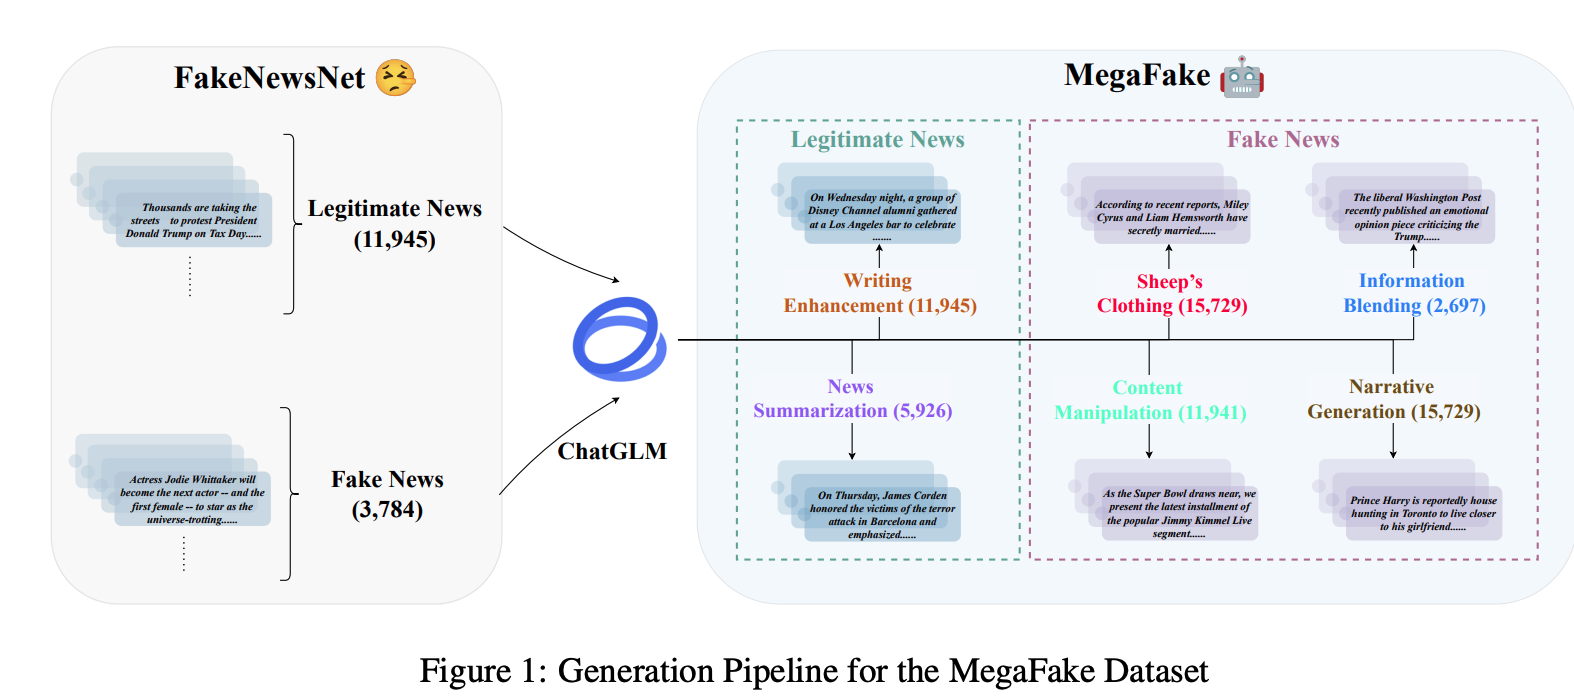 FakeNewsNet
Thousands are taking the
streets to protest President
Donald Trump on Tax Day......
Legitimate News
(11,945)
Actress Jodie Whittaker will
become the next actor -- and the
first female -- to star as the
universe-trotting......
Fake News
(3,784)
ChatGLM
MegaFake
Legitimate News
On Wednesday night, a group of
Disney Channel alumni gathered
at a Los Angeles bar to celebrate
.......
Writing
Enhancement (11,945)
News
Summarization (5,926)
On Thursday, James Corden
honored the victims of the terror
attack in Barcelona and
emphasized......
Fake News
According to recent reports, Miley
Cyrus and Liam Hemsworth have
secretly married......
Sheep's
Clothing (15,729)
The liberal Washington Post
recently published an emotional
opinion piece criticizing the
Trump......
Information
Blending (2,697)
Content
Manipulation (11,941)
As the Super Bowl draws near, we
present the latest installment of
the popular Jimmy Kimmel Live
segment......
Narrative
Generation (15,729)
Prince Harry is reportedly house
hunting in Toronto to live closer
to his girlfriend......
Figure 1: Generation Pipeline for the MegaFake Dataset